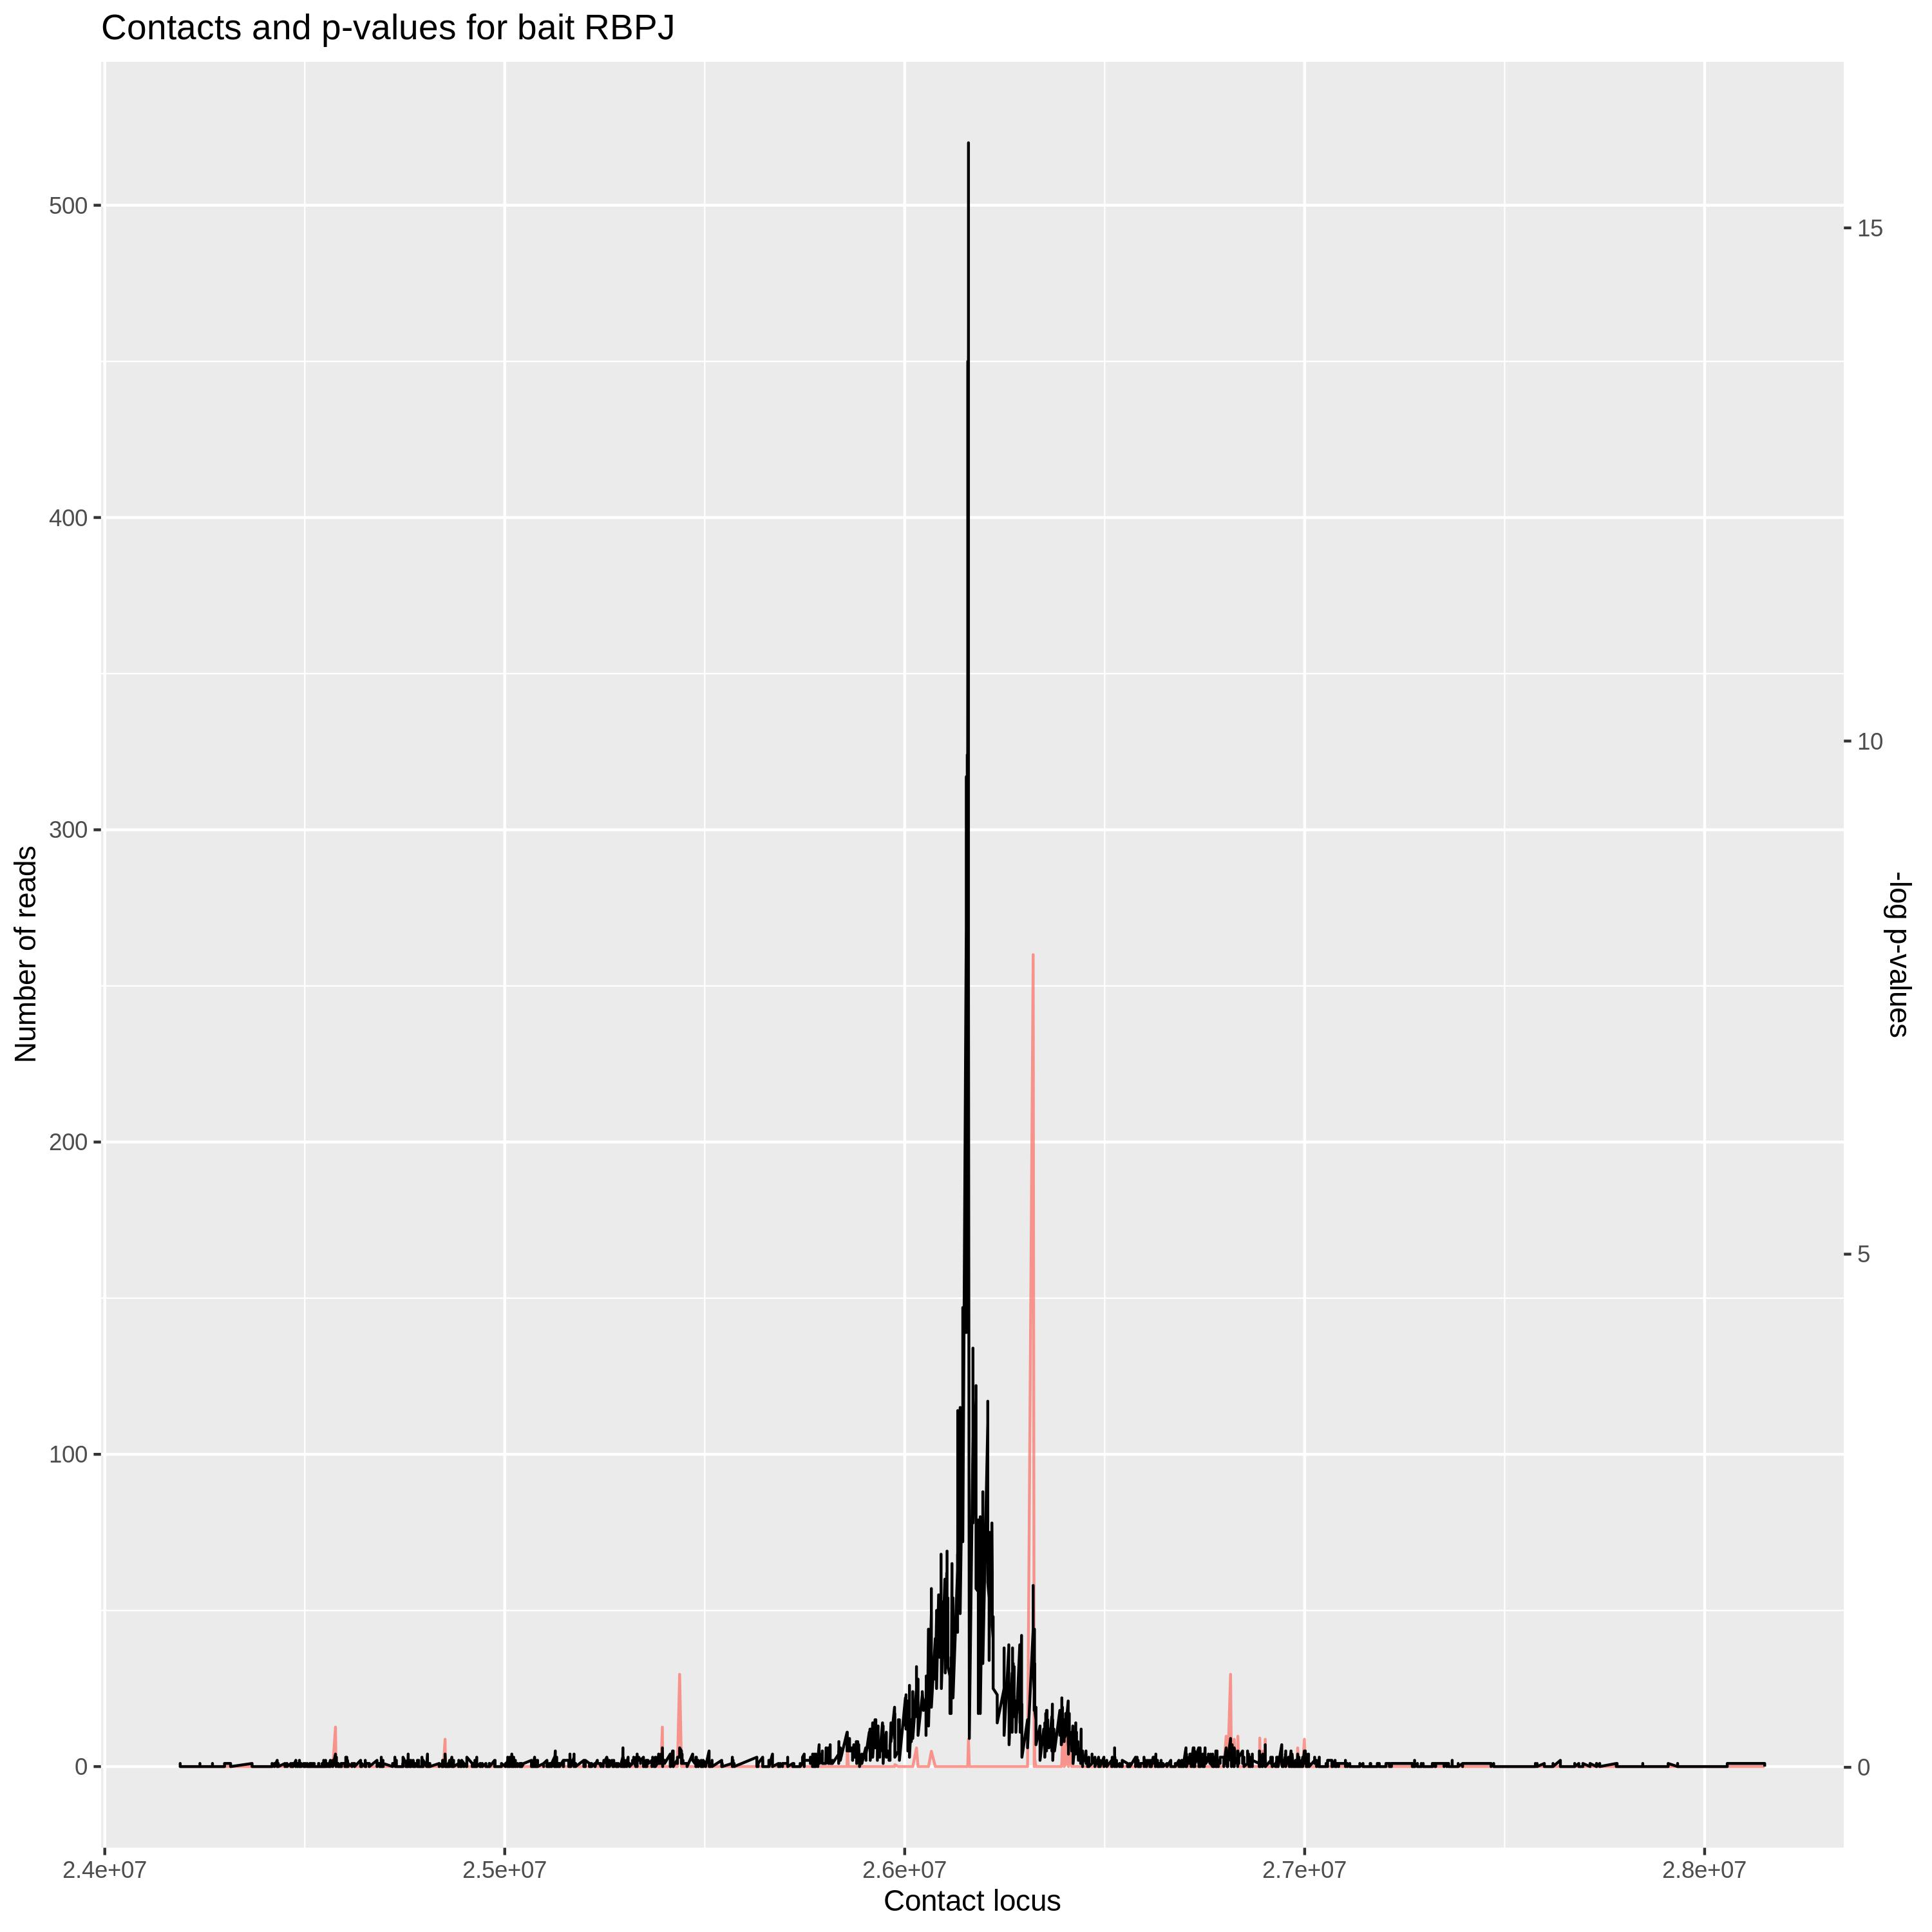 Contacts and p-values for bait RBPJ
500
400
300
200
100
0
Number of reads
15
10
5
0
-log p-values
2.4e+07
2.5e+07
2.6e+07
2.7e+07
2.8e+07
Contact locus